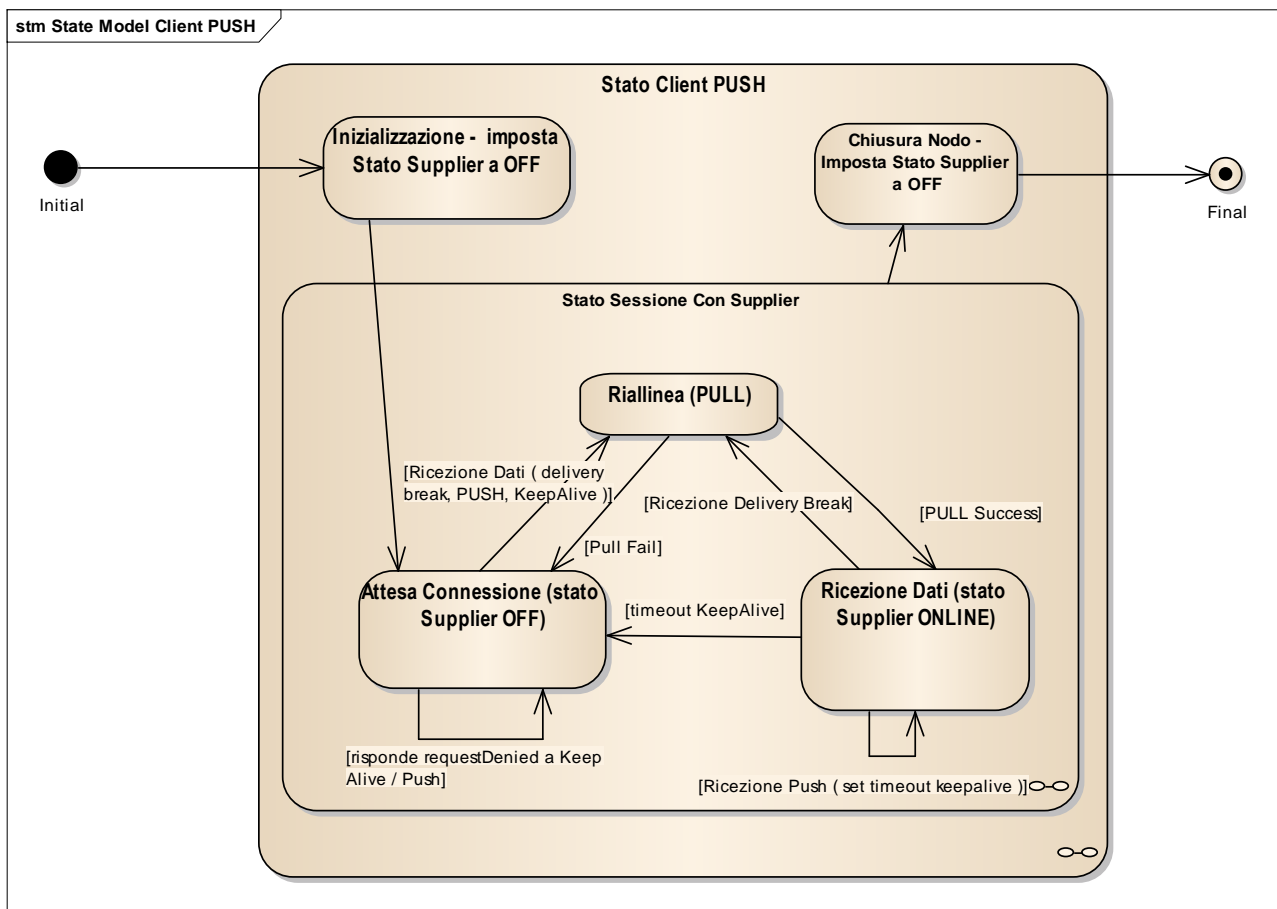 stm State Model Client PUSH
Stato Client PUSH
Inizializzazione - imposta
Stato Supplier a OFF
Chiusura Nodo -
Imposta Stato Supplier
a OFF
Initial
Final
Stato Sessione Con Supplier
Riallinea (PULL)
[Ricezione Dati ( delivery
break, PUSH, KeepAlive )]
[Ricezione Delivery Break]
[PULL Success]
[Pull Fail]
Attesa Connessione (stato
Supplier OFF)
[timeout KeepAlive]
Ricezione Dati (stato
Supplier ONLINE)
[risponde requestDenied a Keep
Alive / Push]
[Ricezione Push ( set timeout keepalive )]